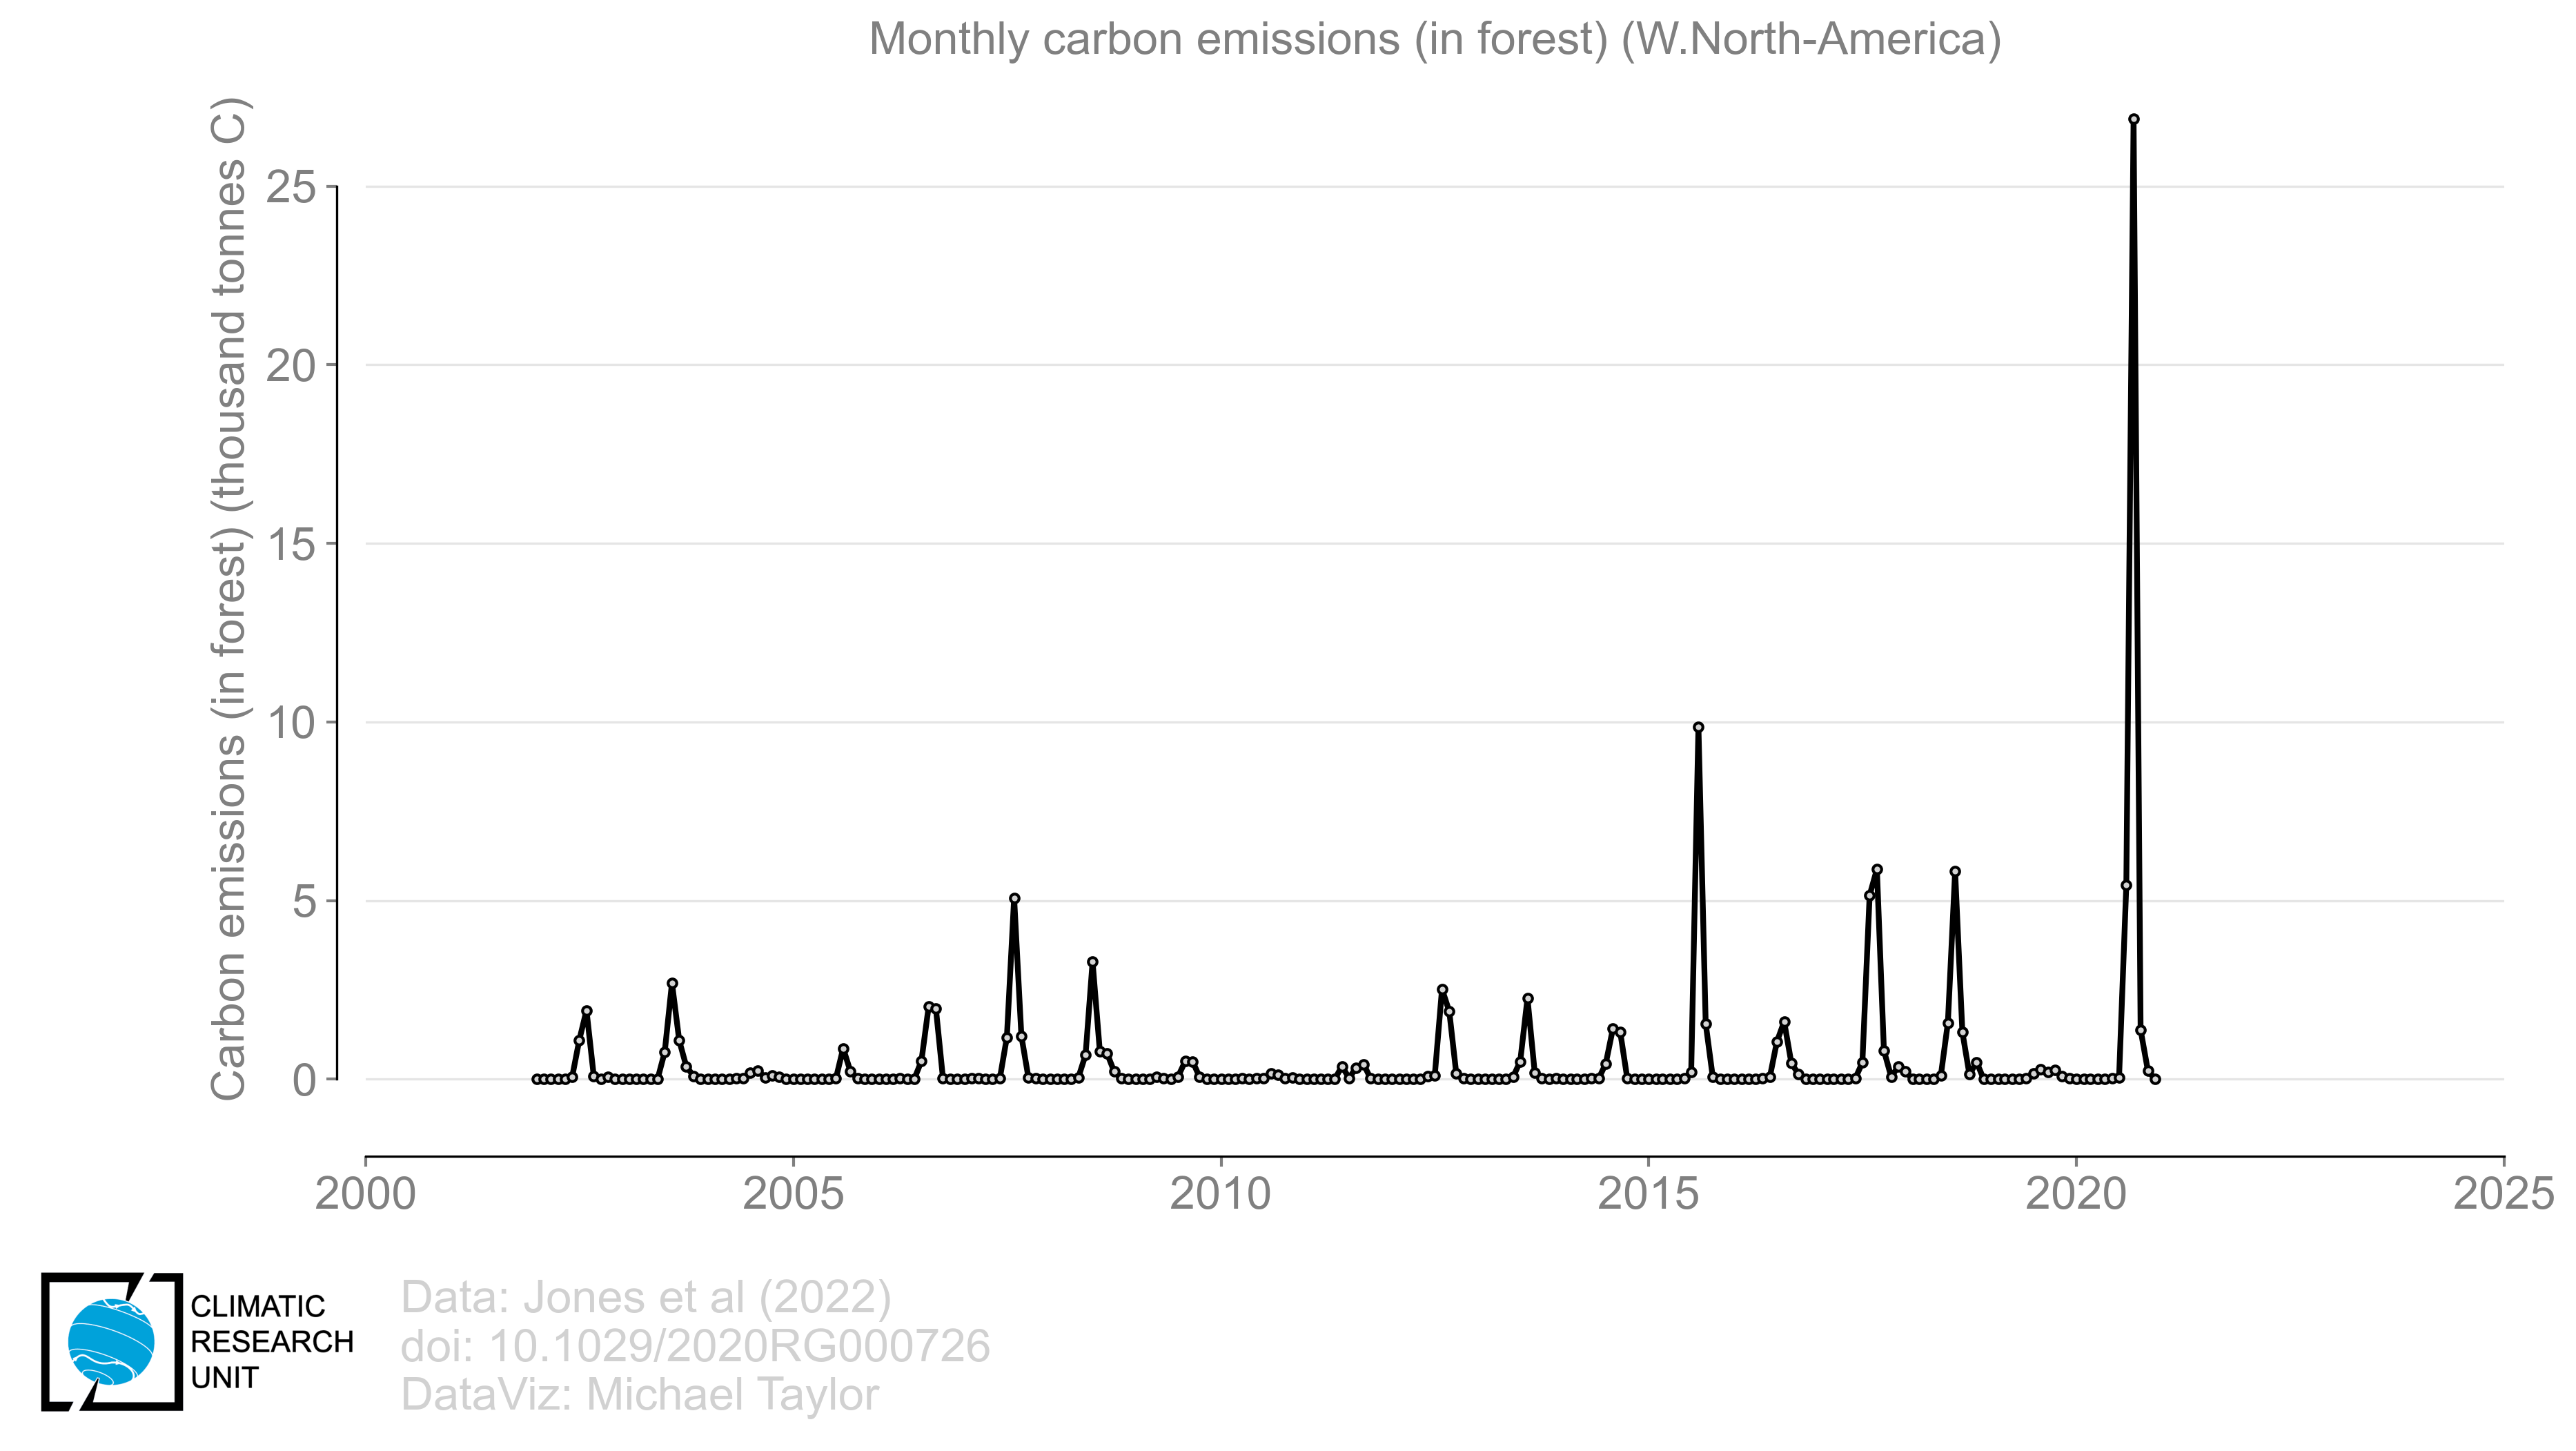 Monthly carbon emissions (in forest) (W.North-America)
Carbon emissions (in forest) (thousand tonnes C)
25
20
15
10
5
0
2000 2005 2010 2015 2020 2025
CLIMATIC
RESEARCH
UNIT
Data: Jones et al (2022)
doi: 10.1029/2020RG000726
DataViz: Michael Taylor